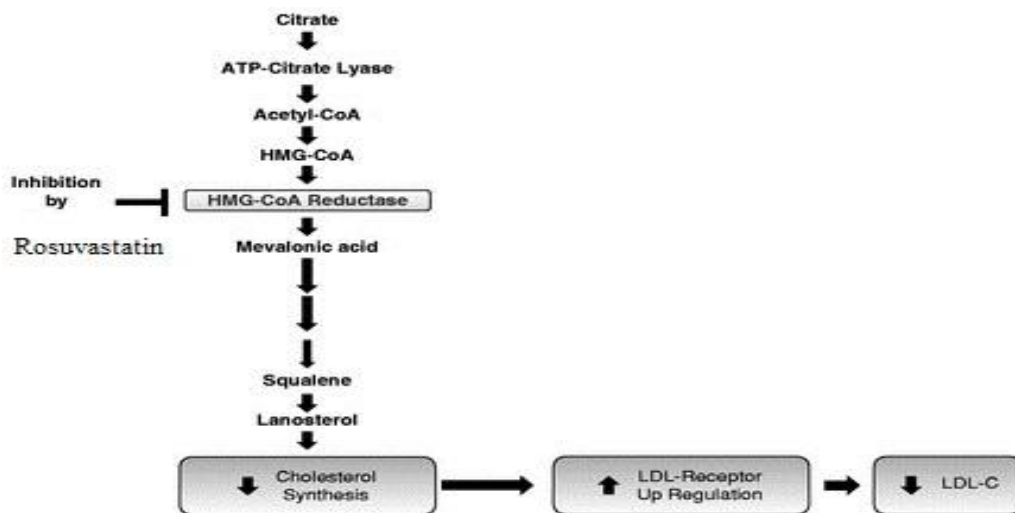 Citrate
ATP-Citrate Lyase
Acetyl-CoA
HMG-CoA
Inhibition
by
HMG-CoA Reductase
Rosuvastatin
Mevalonic acid
Squalene
Lanosterol
Cholesterol
Synthesis
LDL-Receptor
Up Regulation
LDL-C